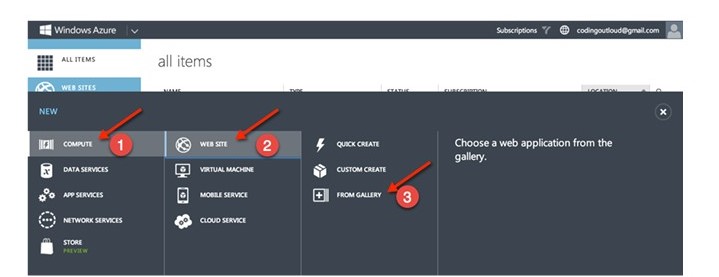 Windows Azure
Subscriptions codingoutloud@gmail.com
ALL ITEMS
all items
WEB SITES
NAME TYPE STATUS SUBSCRIPTION LOCATION
NEW
COMPUTE 1
DATA SERVICES
APP SERVICES
NETWORK SERVICES
STORE
PREVIEW
WEB SITE 2
VIRTUAL MACHINE
MOBILE SERVICE
CLOUD SERVICE
QUICK CREATE
CUSTOM CREATE
FROM GALLERY 3
Choose a web application from the
gallery.